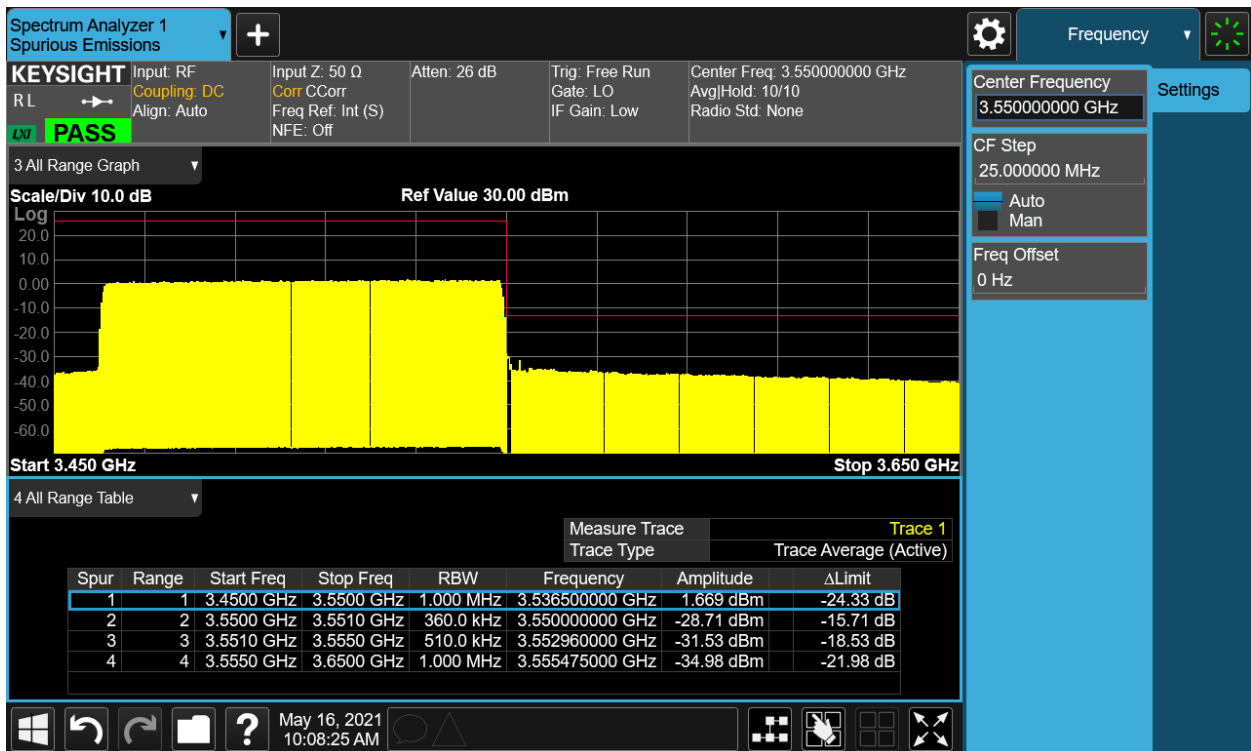 Spectrum Analyzer 1
Spurious Emissions
Frequency
KEYSIGHT
R L
LXI
PASS
Input: RF
Coupling: DC
Align: Auto
Input Z: 50 Ω
Corr CCorr
Freq Ref: Int (S)
NFE: Off
Atten: 26 dB
Trig: Free Run
Gate: LO
IF Gain: Low
Center Freq: 3.550000000 GHz
Avg|Hold: 10/10
Radio Std: None
Center Frequency
3.550000000 GHz
Settings
CF Step
25.000000 MHz
Auto
Man
Freq Offset
0 Hz
3 All Range Graph
Scale/Div 10.0 dB Ref Value 30.00 dBm
Log
20.0
10.0
0.00
-10.0
-20.0
-30.0
-40.0
-50.0
-60.0
Start 3.450 GHz Stop 3.650 GHz
4 All Range Table
Measure Trace Trace 1
Trace Type Trace Average (Active)
Spur Range Start Freq Stop Freq RBW Frequency Amplitude ΔLimit
1 1 3.4500 GHz 3.5500 GHz 1.000 MHz 3.536500000 GHz 1.669 dBm -24.33 dB
2 2 3.5500 GHz 3.5510 GHz 360.0 kHz 3.550000000 GHz -28.71 dBm -15.71 dB
3 3 3.5510 GHz 3.5550 GHz 510.0 kHz 3.552960000 GHz -31.53 dBm -18.53 dB
4 4 3.5550 GHz 3.6500 GHz 1.000 MHz 3.555475000 GHz -34.98 dBm -21.98 dB
?
May 16, 2021
10:08:25 AM